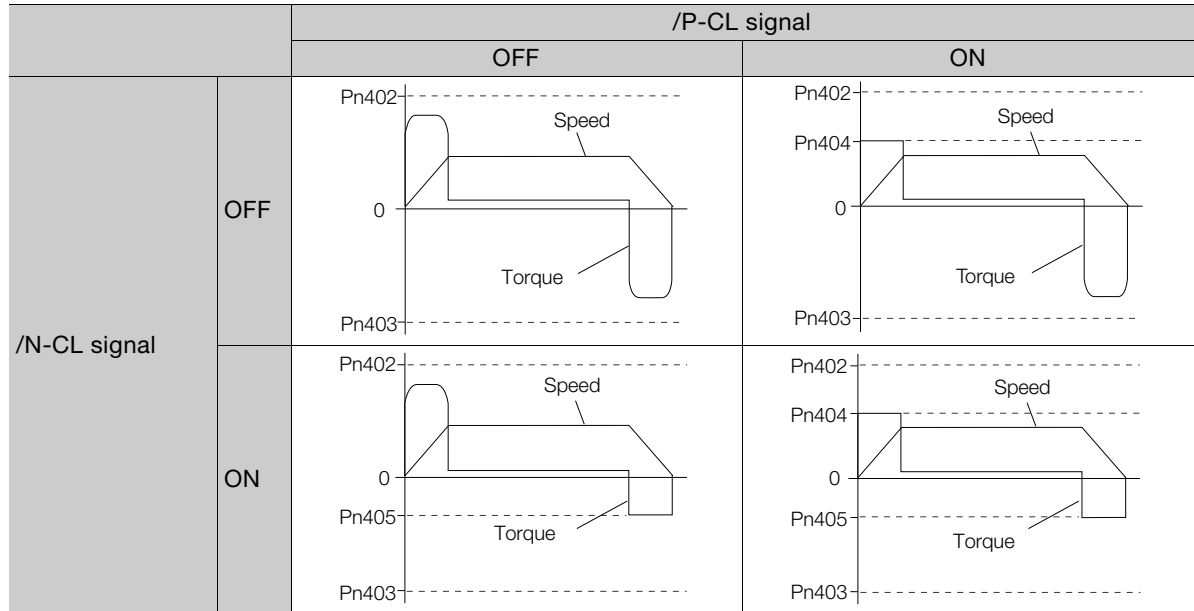 /P-CL signal
OFF
ON
/N-CL signal
OFF
Pn402
Speed
0
Torque
Pn403
Pn402
Speed
Pn404
0
Torque
Pn403
ON
Pn402
Speed
0
Pn405
Torque
Pn403
Pn402
Speed
Pn404
0
Pn405
Torque
Pn403